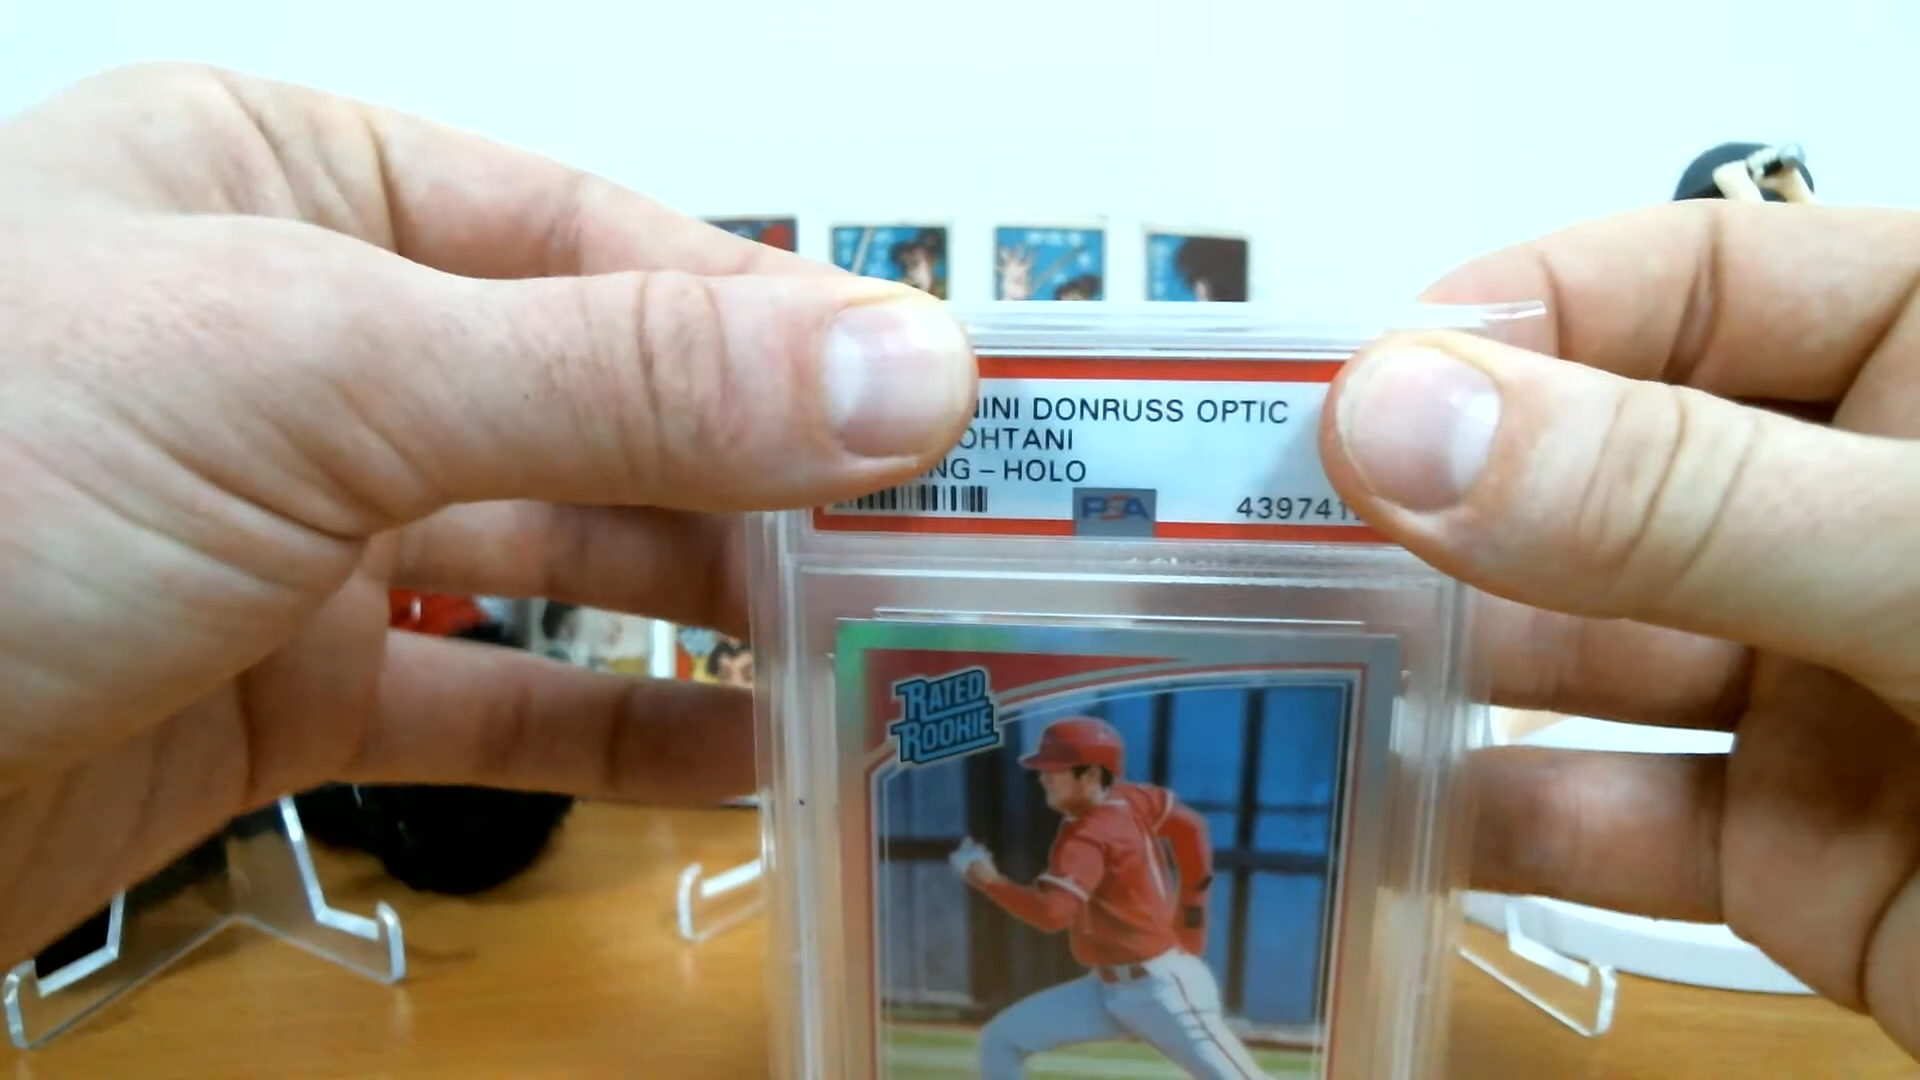 NINI DONRUSS OPTIC
OHTANI
NG – HOLO
PSA
439741
RATED
ROOKIE